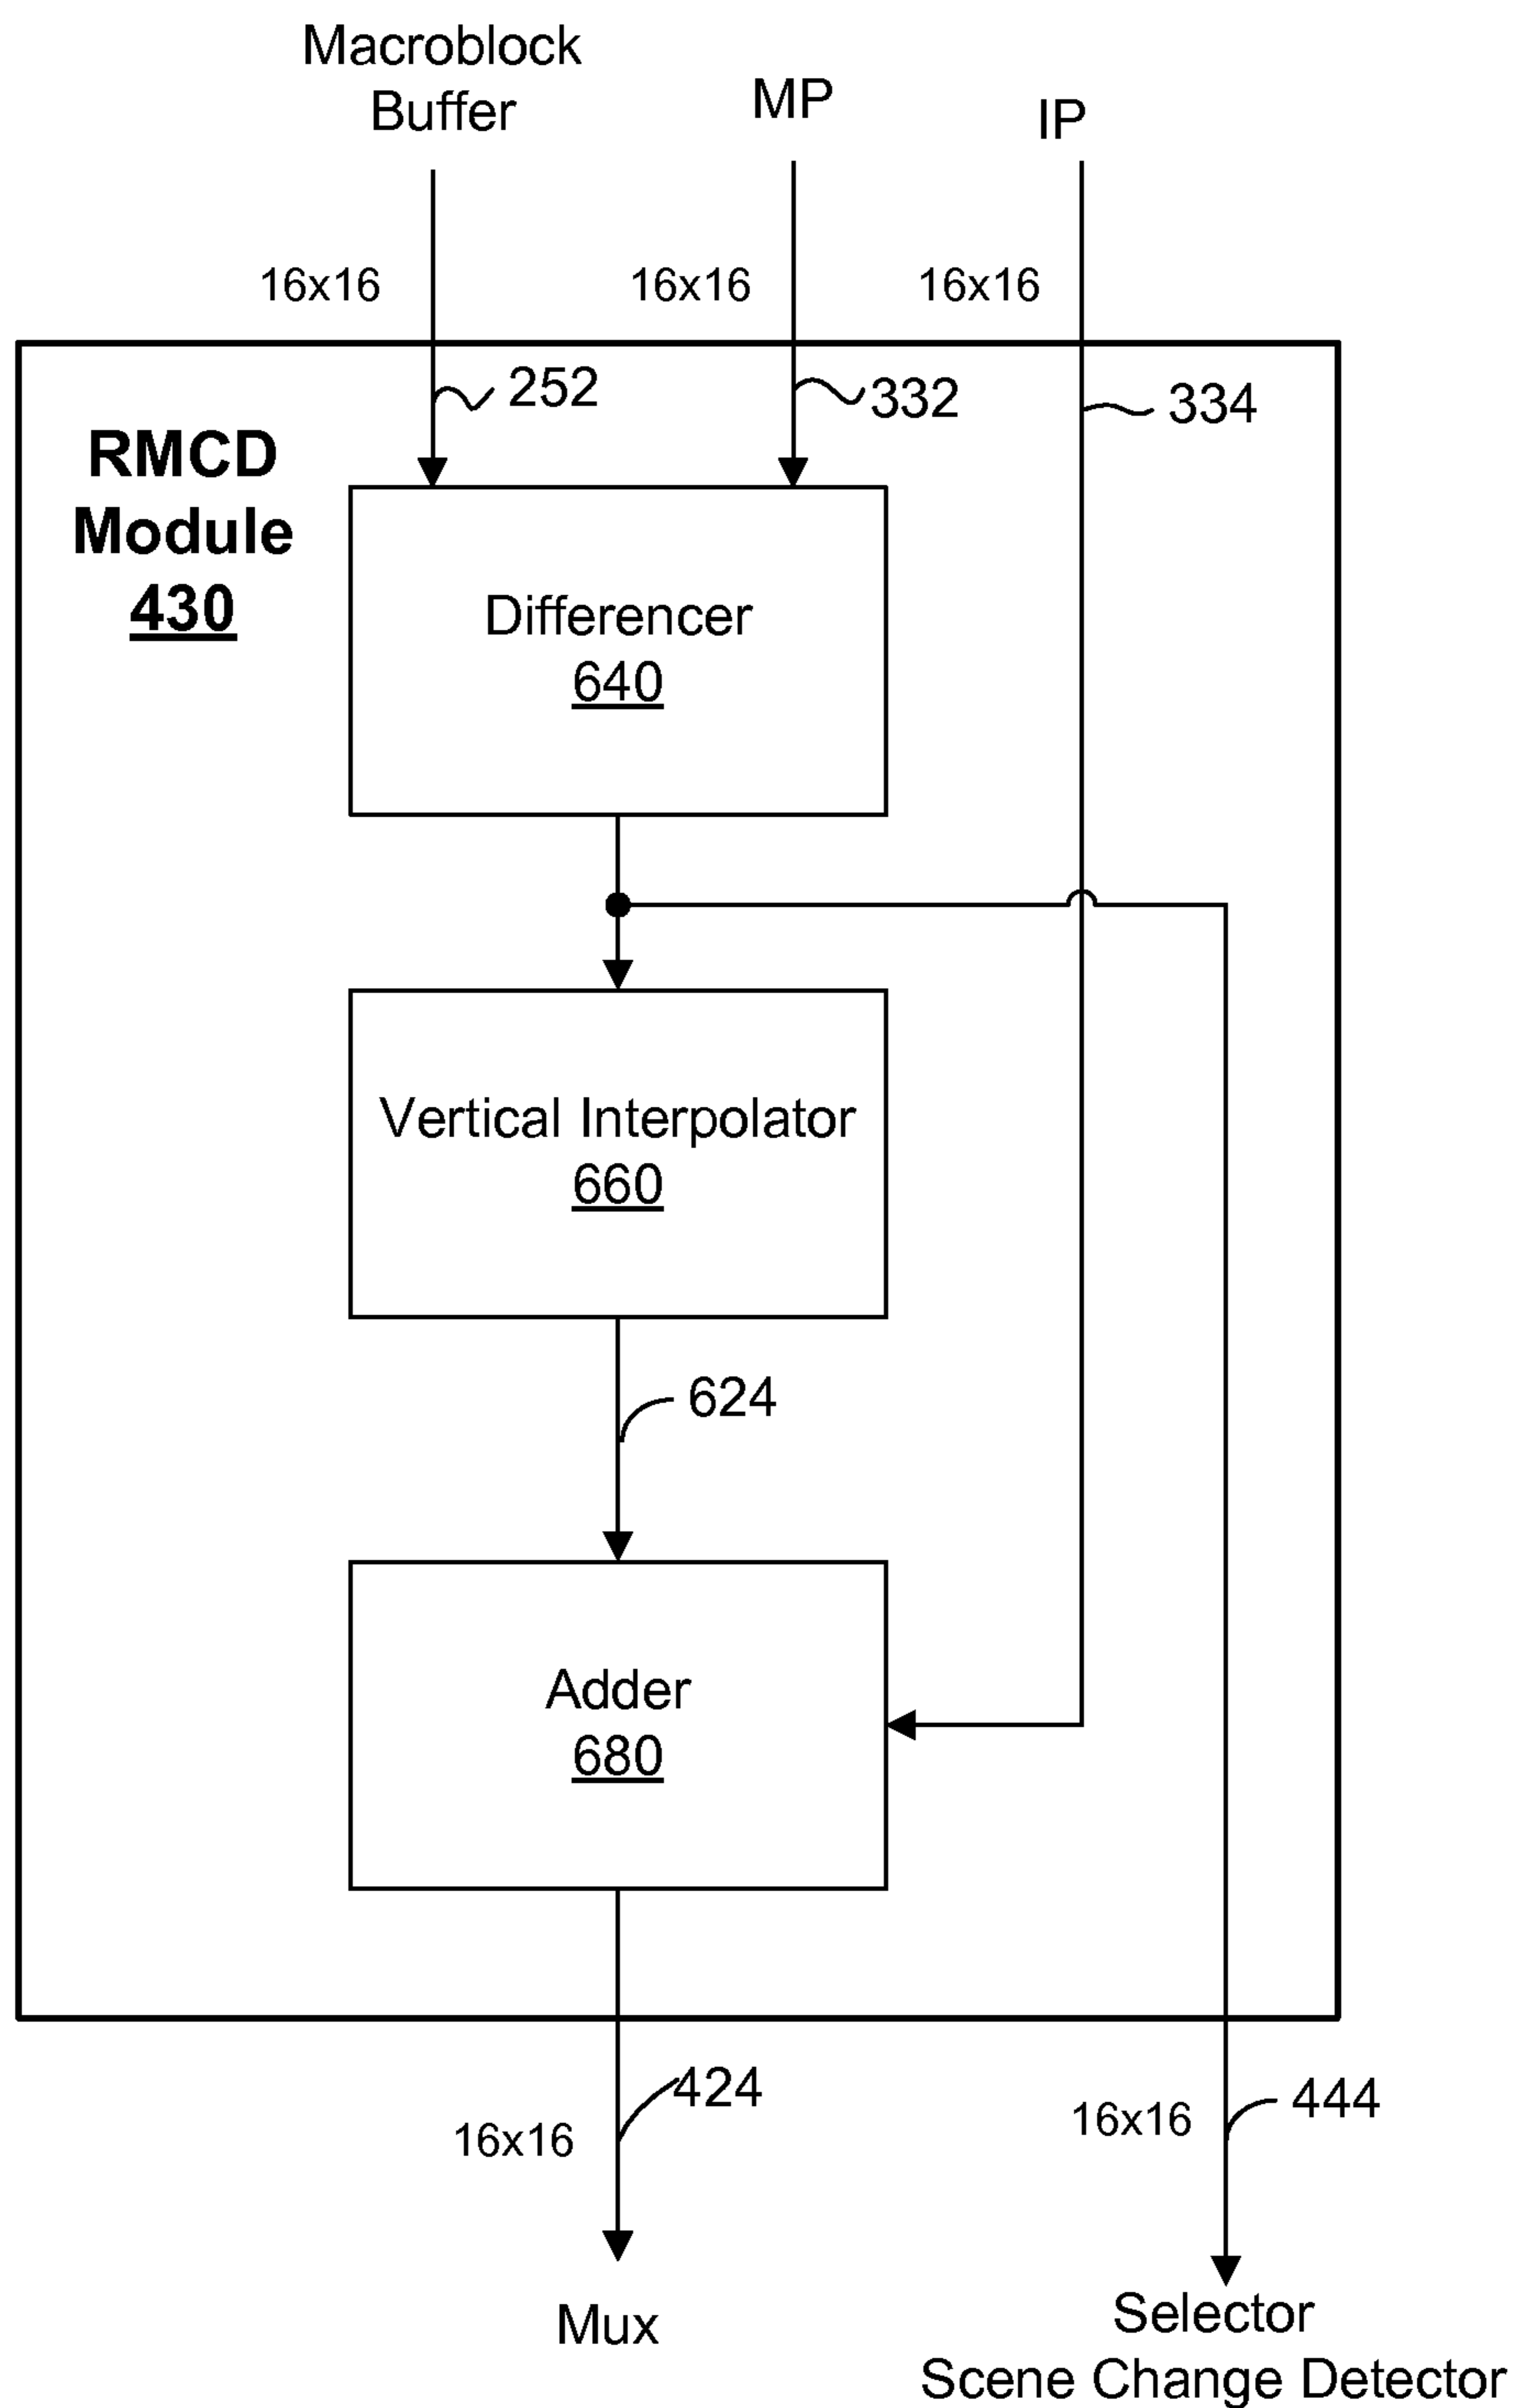 Macroblock
Buffer
MP
IP
16x16
16x16
16x16
252
332
334
RMCD
Module
430
Differencer
640
Vertical Interpolator
660
624
Adder
680
424
444
16x16
16x16
Mux
Selector
Scene Change Detector